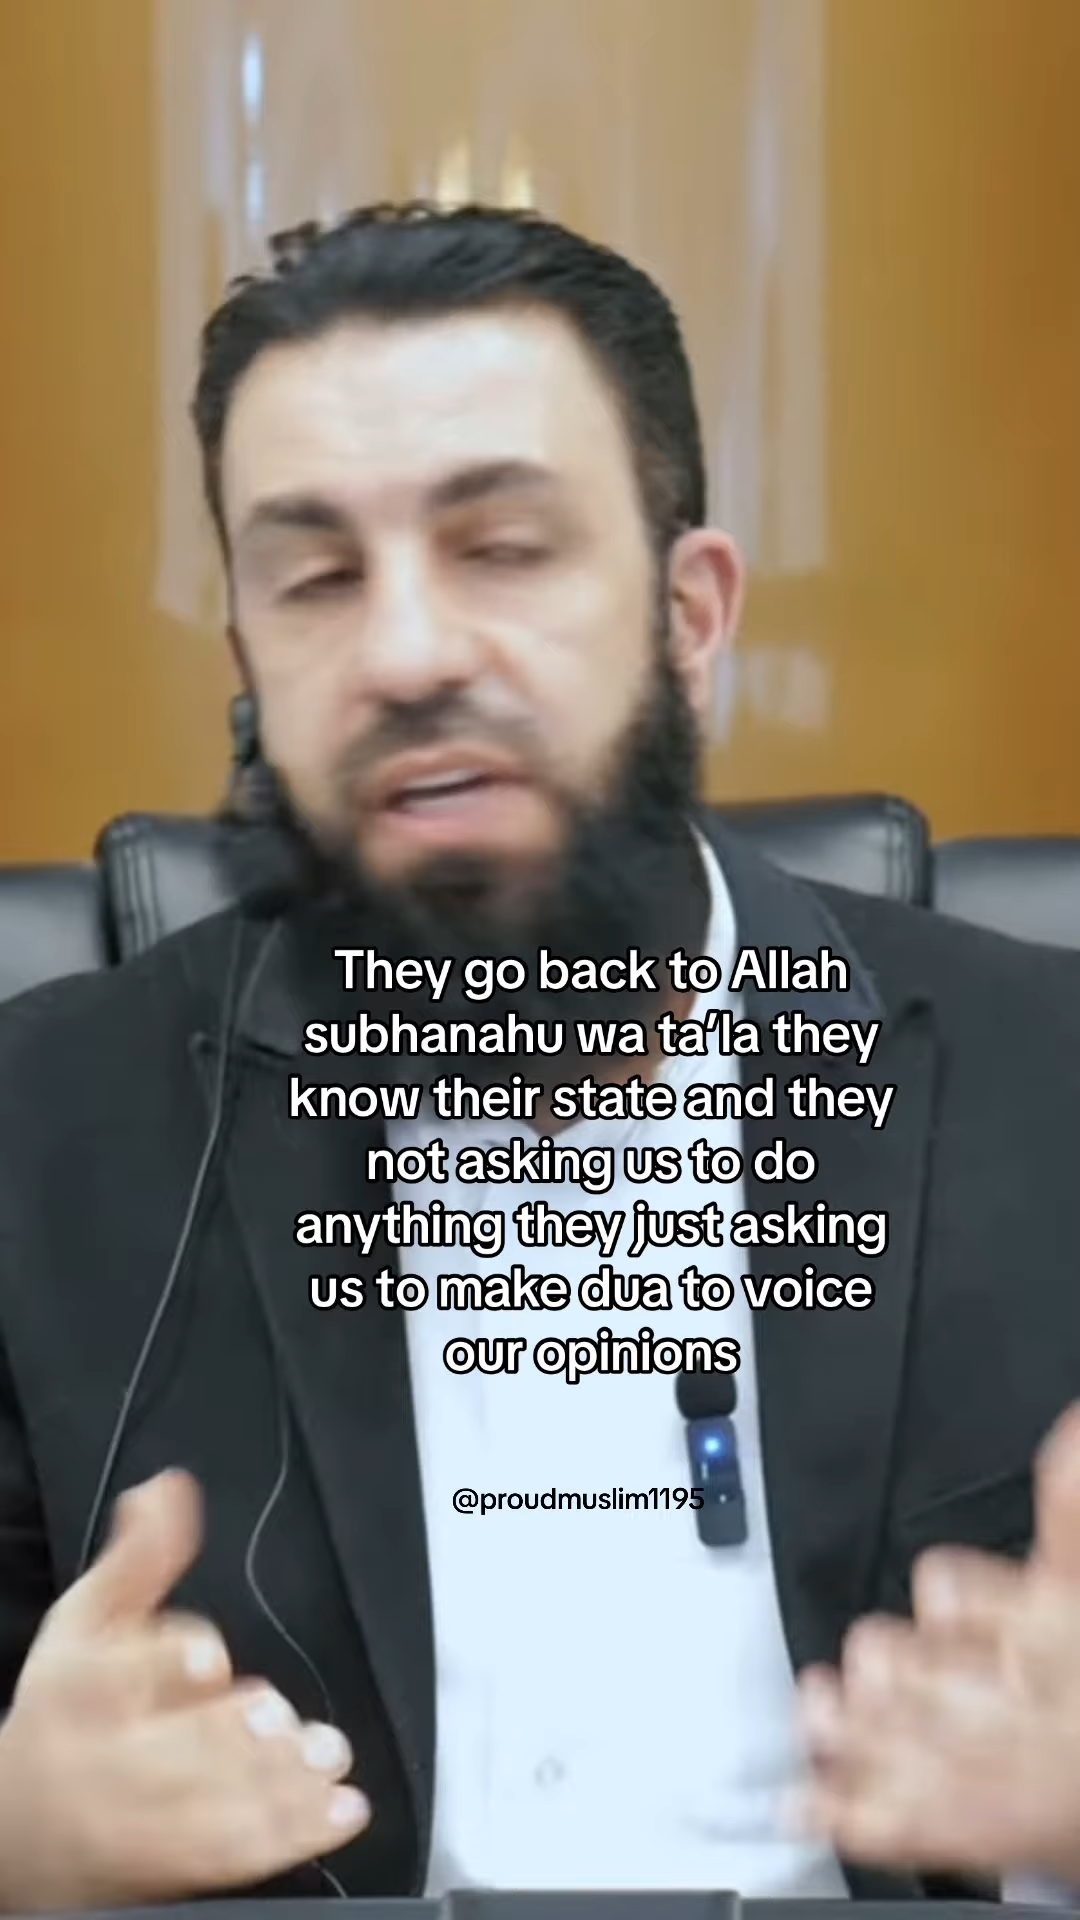 They go back to Allah
subhanahu wa ta’la they
know their state and they
not asking us to do
anything they just asking
us to make dua to voice
our opinions
@proudmuslim1195